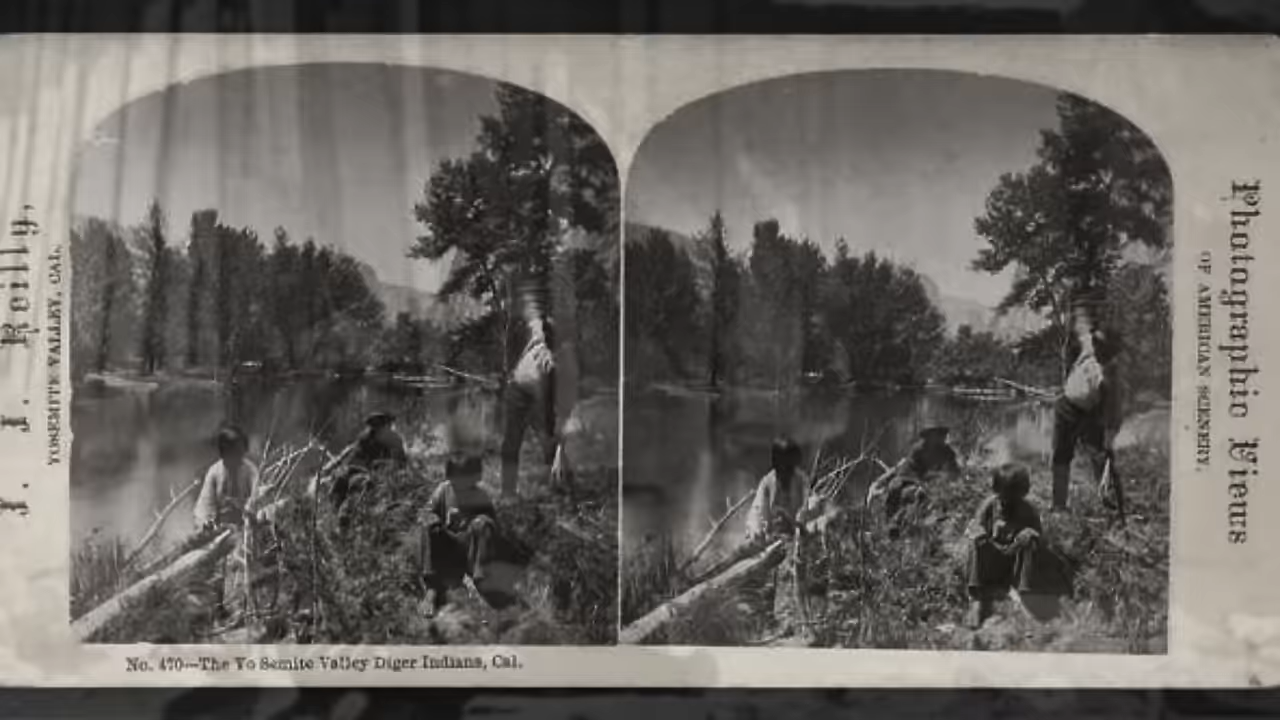 J. J. Reilly,
YOSEMITE VALLEY, CAL.
No. 470—The Yo Semite Valley Diger Indians, Cal.
Photographic Views
OF AMERICAN SCENERY.